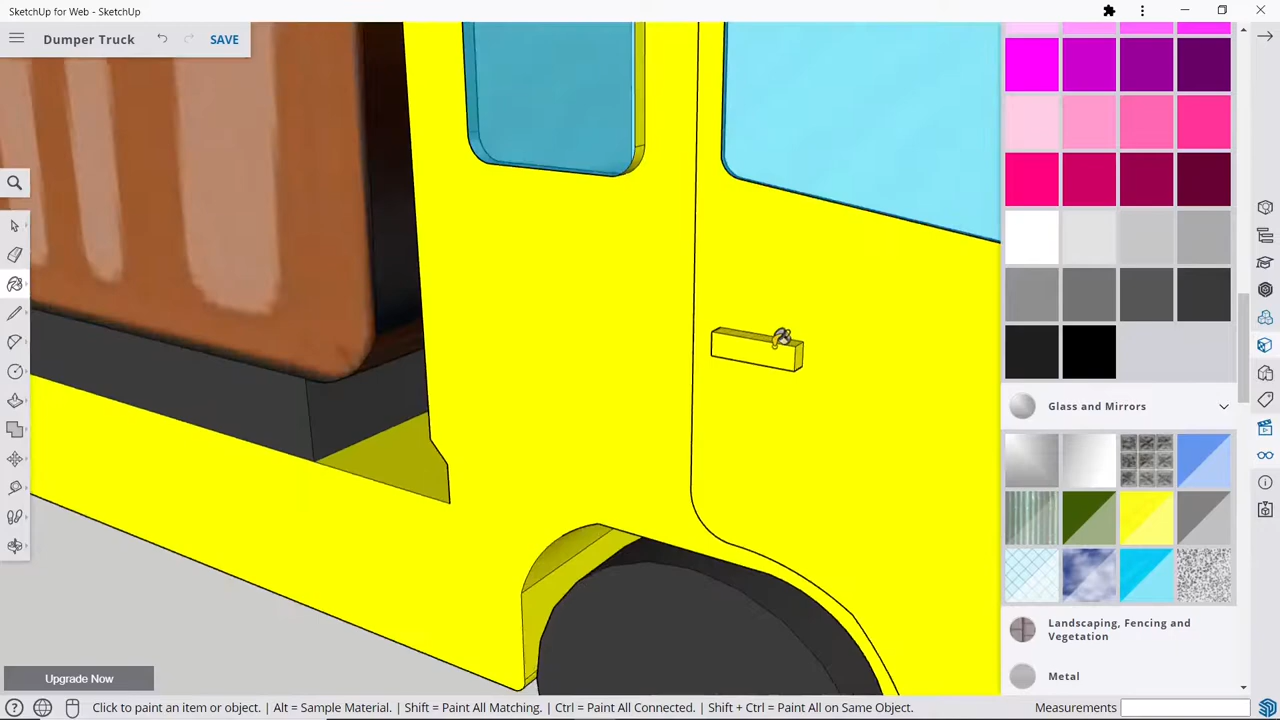 SketchUp for Web - SketchUp
Dumper Truck
SAVE
Glass and Mirrors
Landscaping, Fencing and
Vegetation
Metal
Upgrade Now
Click to paint an item or object. | Alt = Sample Material. | Shift = Paint All Matching. | Ctrl = Paint All Connected. | Shift + Ctrl = Paint All on Same Object.
Measurements